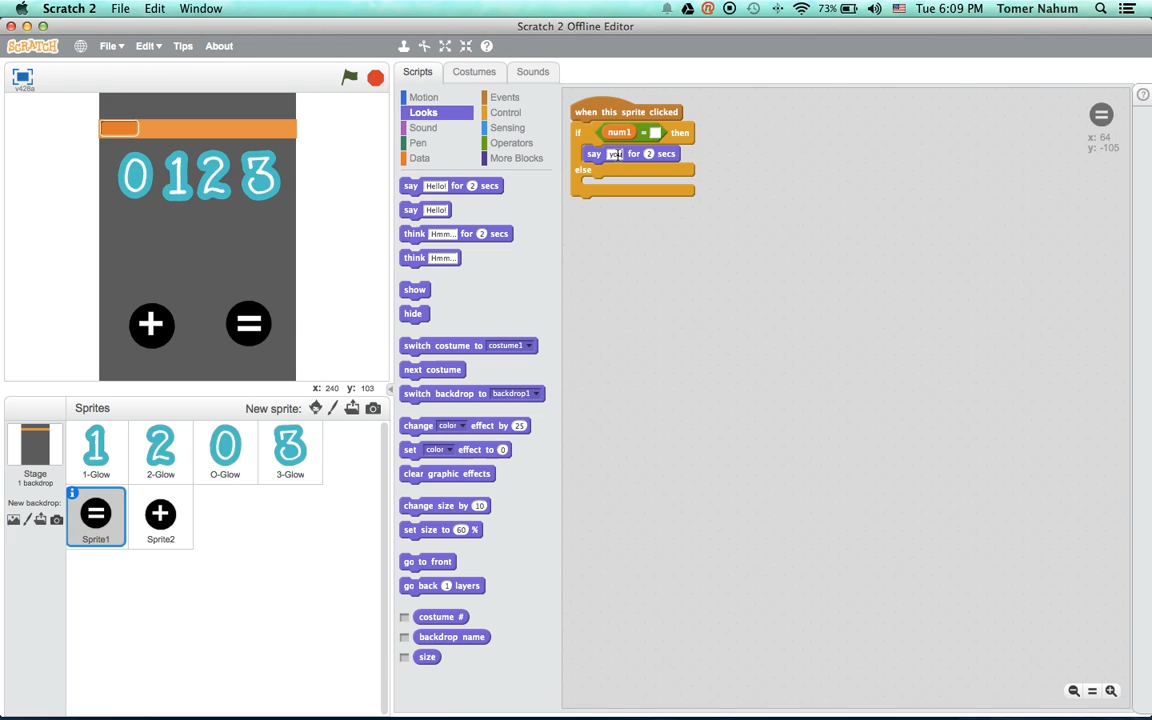 Scratch 2 File Edit Window 73% Tue 6:09 PM Tomer Nahum
Scratch 2 Offline Editor
SCRATCH File Edit Tips About
v428a
Scripts Costumes Sounds
Motion Events
Looks Control
Sound Sensing
Pen Operators
Data More Blocks
say Hello! for 2 secs
say Hello!
think Hmm... for 2 secs
think Hmm...
show
hide
switch costume to costume1
next costume
switch backdrop to backdrop1
change color effect by 25
set color effect to 0
clear graphic effects
change size by 10
set size to 60 %
go to front
go back 1 layers
costume #
backdrop name
size
when this sprite clicked
if num1 = then
say you for 2 secs
else
x: 64
y: -105
0 1 2 3
+ =
x: 240 y: 103
Sprites New sprite:
Stage
1 backdrop
New backdrop:
1 2 0 3
1-Glow 2-Glow O-Glow 3-Glow
= +
Sprite1 Sprite2